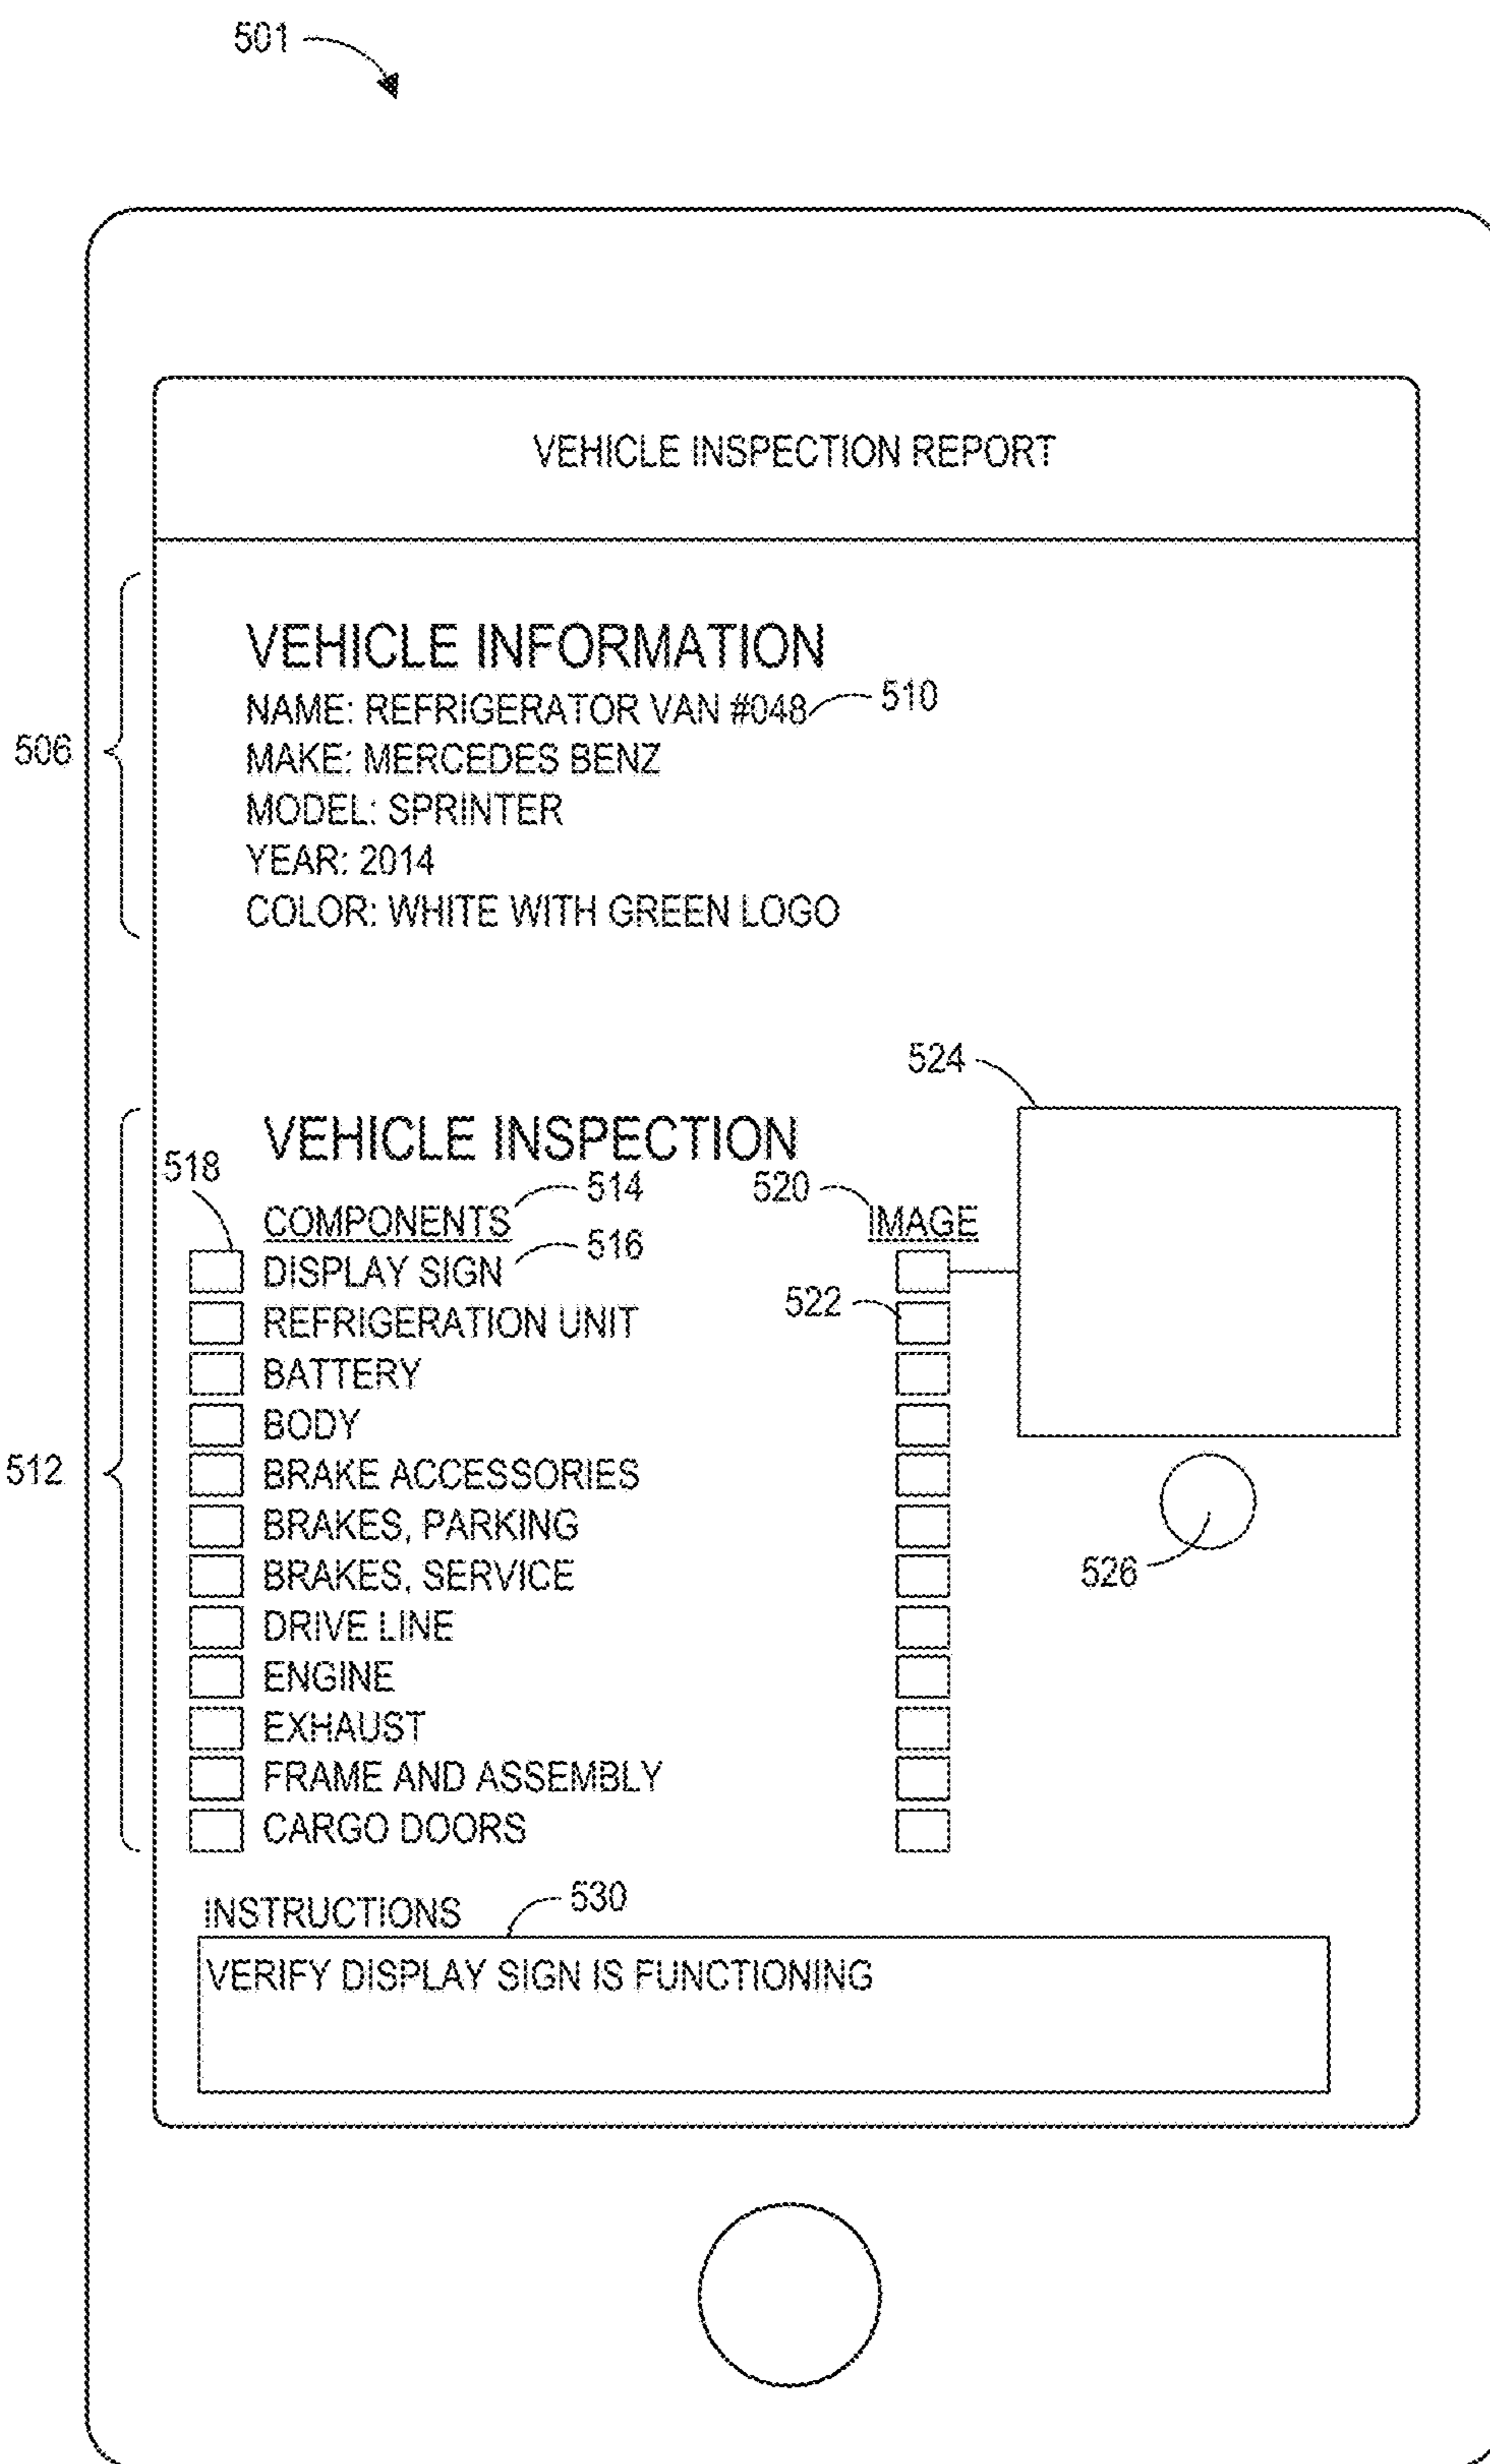 501
VEHICLE INSPECTION REPORT
506
VEHICLE INFORMATION
NAME: REFRIGERATOR VAN #048 510
MAKE: MERCEDES BENZ
MODEL: SPRINTER
YEAR: 2014
COLOR: WHITE WITH GREEN LOGO
524
512
VEHICLE INSPECTION
518
COMPONENTS 514 520 IMAGE
DISPLAY SIGN 516
REFRIGERATION UNIT 522
BATTERY
BODY
BRAKE ACCESSORIES
BRAKES, PARKING
BRAKES, SERVICE 526
DRIVE LINE
ENGINE
EXHAUST
FRAME AND ASSEMBLY
CARGO DOORS
INSTRUCTIONS 530
VERIFY DISPLAY SIGN IS FUNCTIONING